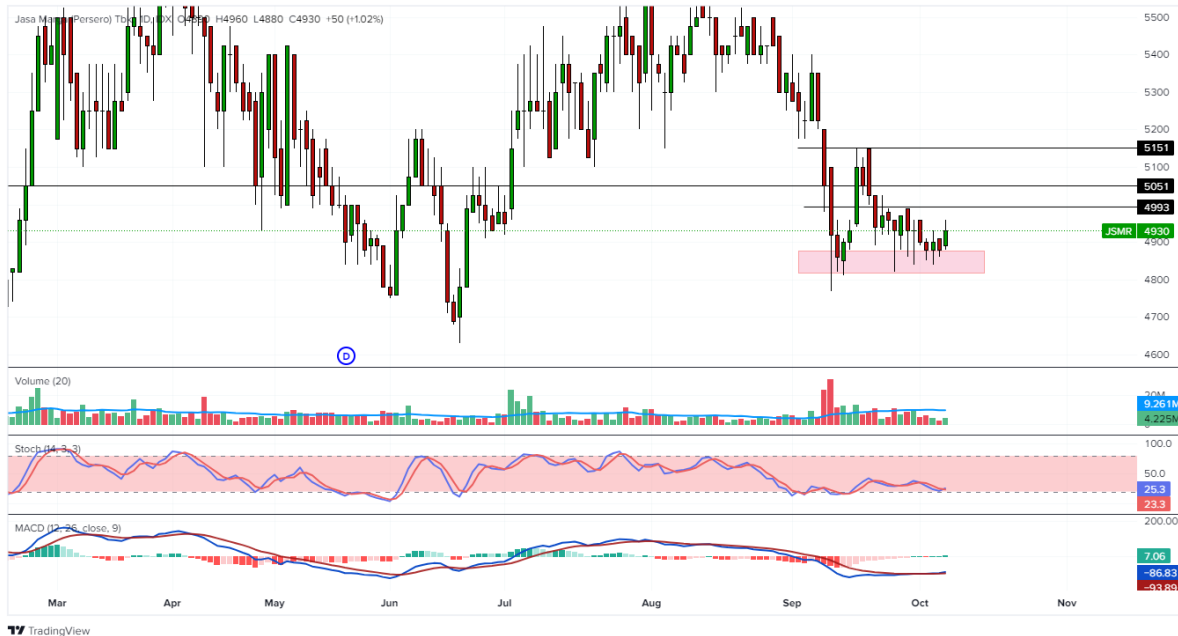 Jasa Marga (Persero) Tbk, 1D, IDX O4890 H4960 L4880 C4930 +50 (+1.02%)
5500
5400
5300
5200
5151
5100
5051
4993
JSMR 4930
4900
4800
4700
4600
D
Volume (20)
20M
9.261M
4.225M
0
Stoch (14, 3, 3)
100.0
50.0
25.3
23.3
MACD (12, 26, close, 9)
200.00
7.06
−86.83
−93.89
Mar Apr May Jun Jul Aug Sep Oct Nov
TradingView